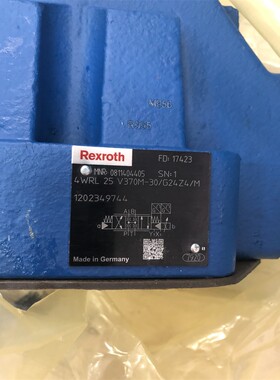 Rexroth
FD: 17423
MNR: 0811404405 SN: 1
4WRL 25 V370M-30/G24Z4/M
1202349744
Made in Germany